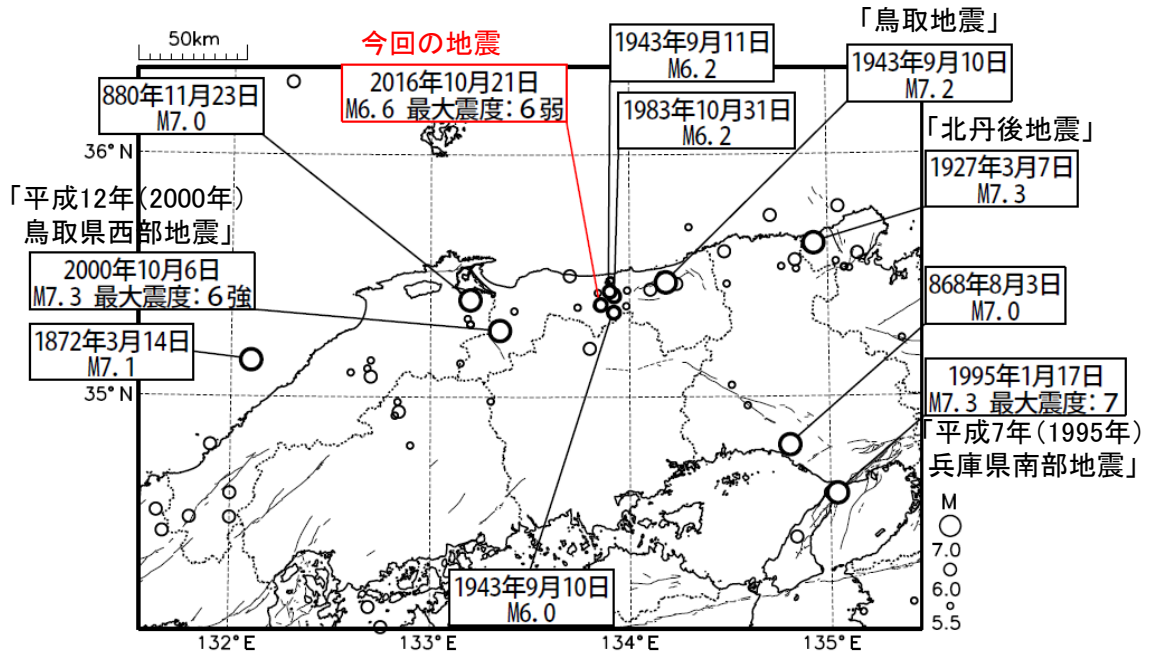 50km
今回の地震
2016年10月21日
M6.6 最大震度:6弱
1943年9月11日
M6.2
「鳥取地震」
1943年9月10日
M7.2
880年11月23日
M7.0
1983年10月31日
M6.2
「北丹後地震」
1927年3月7日
M7.3
36°N
「平成12年(2000年)
鳥取県西部地震」
2000年10月6日
M7.3 最大震度:6強
868年8月3日
M7.0
1872年3月14日
M7.1
1995年1月17日
M7.3 最大震度:7
「平成7年(1995年)
兵庫県南部地震」
35°N
1943年9月10日
M6.0
M
7.0
6.0
5.5
132°E
133°E
134°E
135°E